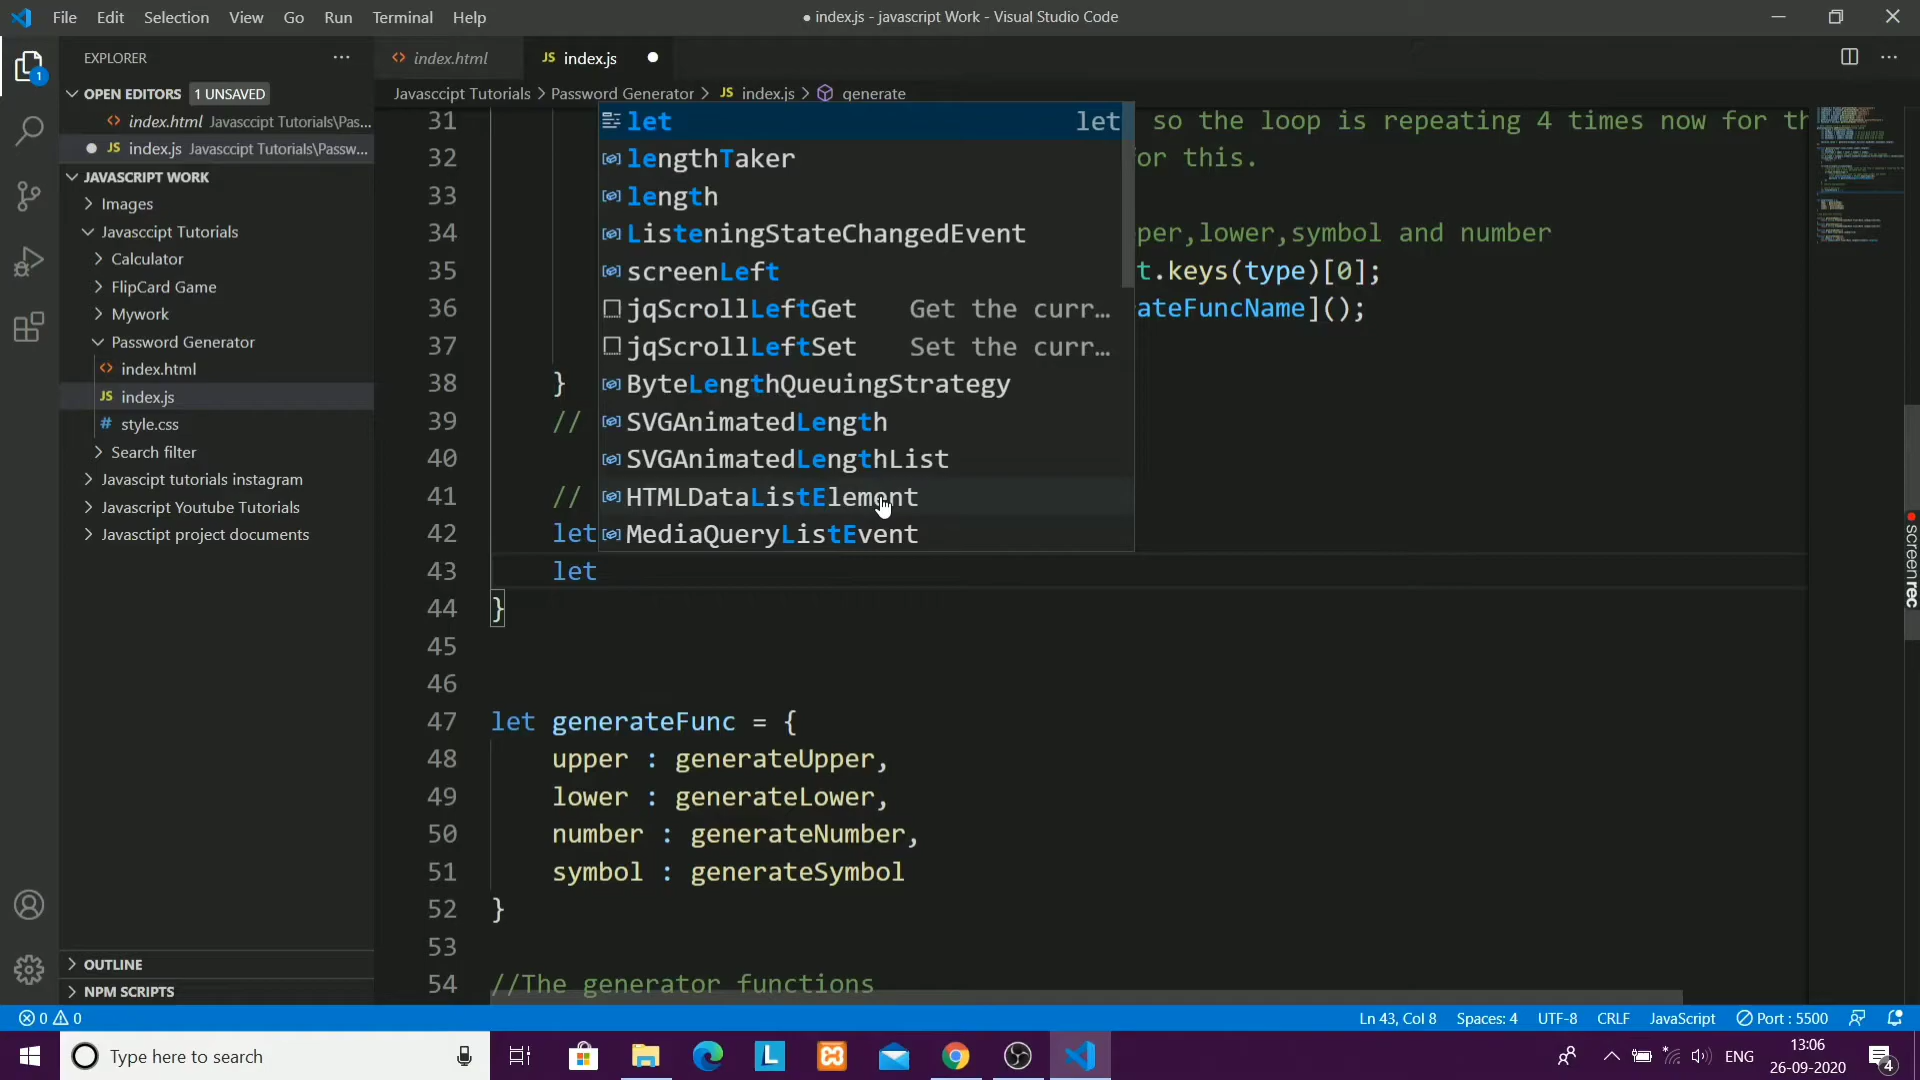 File Edit Selection View Go Run Terminal Help
● index.js - javascript Work - Visual Studio Code
EXPLORER
1
OPEN EDITORS 1 UNSAVED
index.html Javasccipt Tutorials\Pas...
JS index.js Javasccipt Tutorials\Passw...
JAVASCRIPT WORK
Images
Javasccipt Tutorials
Calculator
FlipCard Game
Mywork
Password Generator
index.html
JS index.js
# style.css
Search filter
Javascipt tutorials instagram
Javascript Youtube Tutorials
Javasctipt project documents
OUTLINE
NPM SCRIPTS
index.html
JS index.js
Javasccipt Tutorials > Password Generator > JS index.js > generate
31 so the loop is repeating 4 times now for th
32 or this.
33
34 per,lower,symbol and number
35 t.keys(type)[0];
36 ateFuncName]();
37
38 }
39 //
40
41 //
42 let
43 let
44 }
45
46
47 let generateFunc = {
48 upper : generateUpper,
49 lower : generateLower,
50 number : generateNumber,
51 symbol : generateSymbol
52 }
53
54 //The generator functions
let let
lengthTaker
length
ListeningStateChangedEvent
screenLeft
jqScrollLeftGet Get the curr…
jqScrollLeftSet Set the curr…
ByteLengthQueuingStrategy
SVGAnimatedLength
SVGAnimatedLengthList
HTMLDataListElement
MediaQueryListEvent
screenrec
0 0
Ln 43, Col 8 Spaces: 4 UTF-8 CRLF JavaScript Port : 5500
Type here to search
L
ENG
13:06
26-09-2020
4